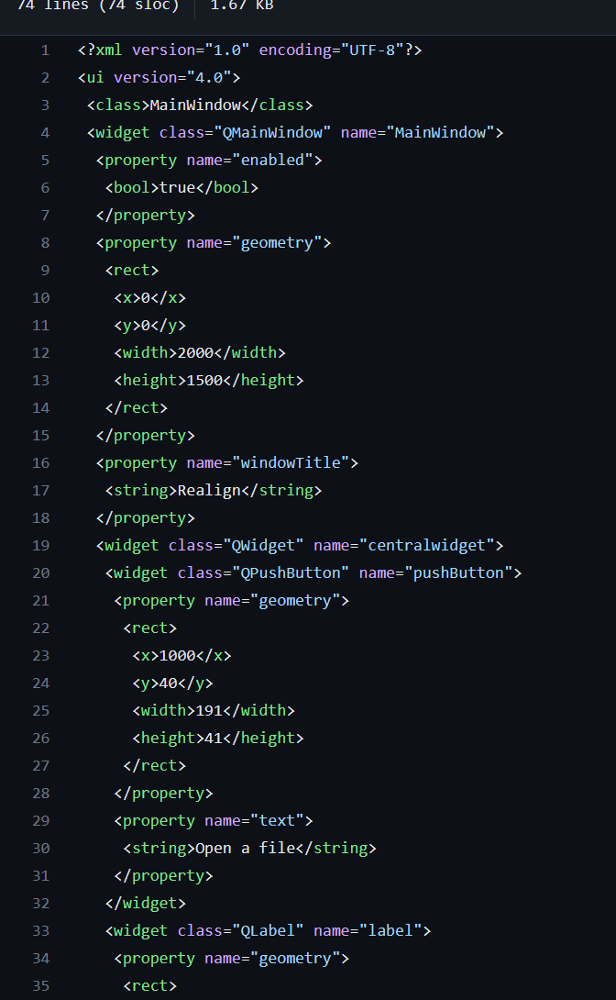 74 lines (74 sloc) 1.67 KB
1 <?xml version="1.0" encoding="UTF-8"?>
2 <ui version="4.0">
3 <class>MainWindow</class>
4 <widget class="QMainWindow" name="MainWindow">
5 <property name="enabled">
6 <bool>true</bool>
7 </property>
8 <property name="geometry">
9 <rect>
10 <x>0</x>
11 <y>0</y>
12 <width>2000</width>
13 <height>1500</height>
14 </rect>
15 </property>
16 <property name="windowTitle">
17 <string>Realign</string>
18 </property>
19 <widget class="QWidget" name="centralwidget">
20 <widget class="QPushButton" name="pushButton">
21 <property name="geometry">
22 <rect>
23 <x>1000</x>
24 <y>40</y>
25 <width>191</width>
26 <height>41</height>
27 </rect>
28 </property>
29 <property name="text">
30 <string>Open a file</string>
31 </property>
32 </widget>
33 <widget class="QLabel" name="label">
34 <property name="geometry">
35 <rect>